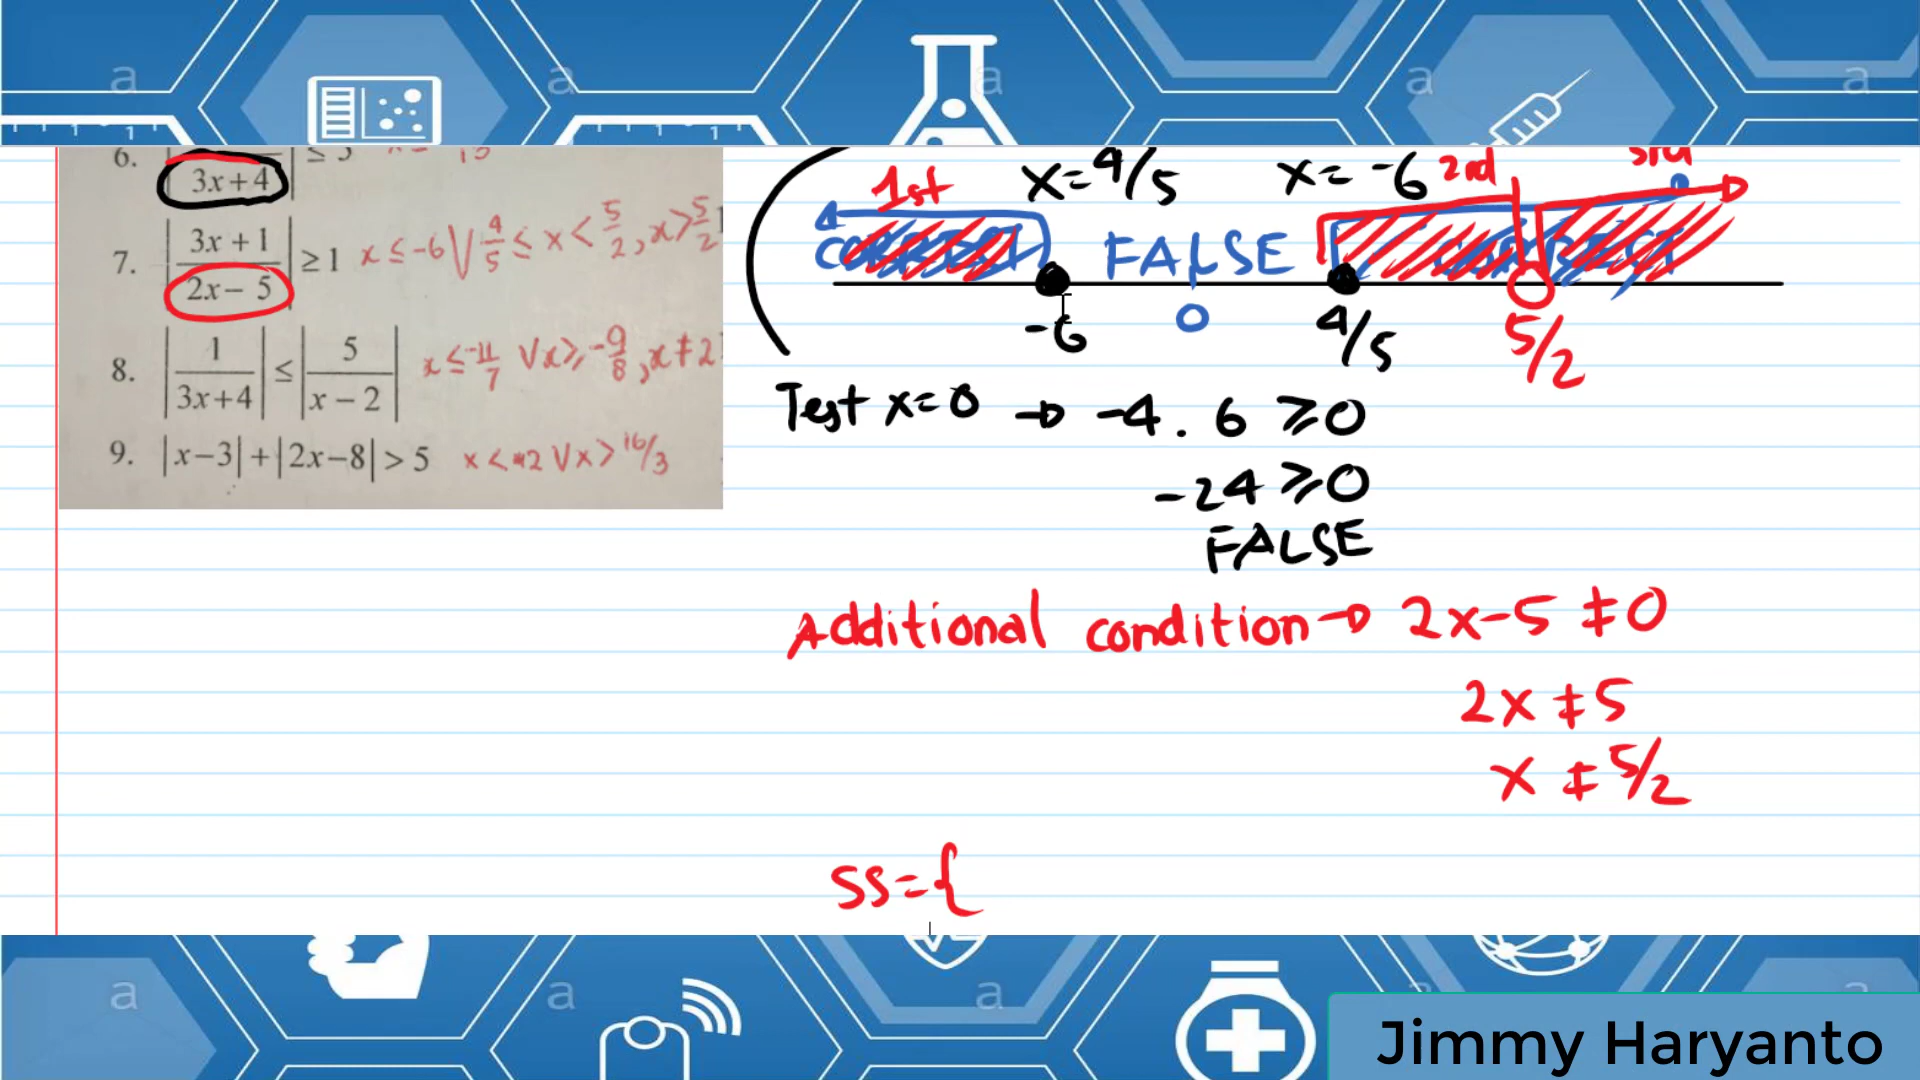 6. 3x+4 ≤ 3
7. |3x+1 / 2x-5| ≥ 1 x ≤ -6 V 4/5 ≤ x < 5/2, x > 5/2
8. |1 / 3x+4| ≤ |5 / x-2| x ≤ -11/7 V x ≥ -9/8, x ≠ 2
9. |x-3|+|2x-8| > 5 x < 2 V x > 16/3
x=4/5 x=-6
1st 2nd 3rd
FALSE
-6 0 4/5 5/2
Test x=0 → -4 . 6 ≥ 0
-24 ≥ 0
FALSE
Additional condition → 2x-5 ≠ 0
2x ≠ 5
x ≠ 5/2
SS={
Jimmy Haryanto